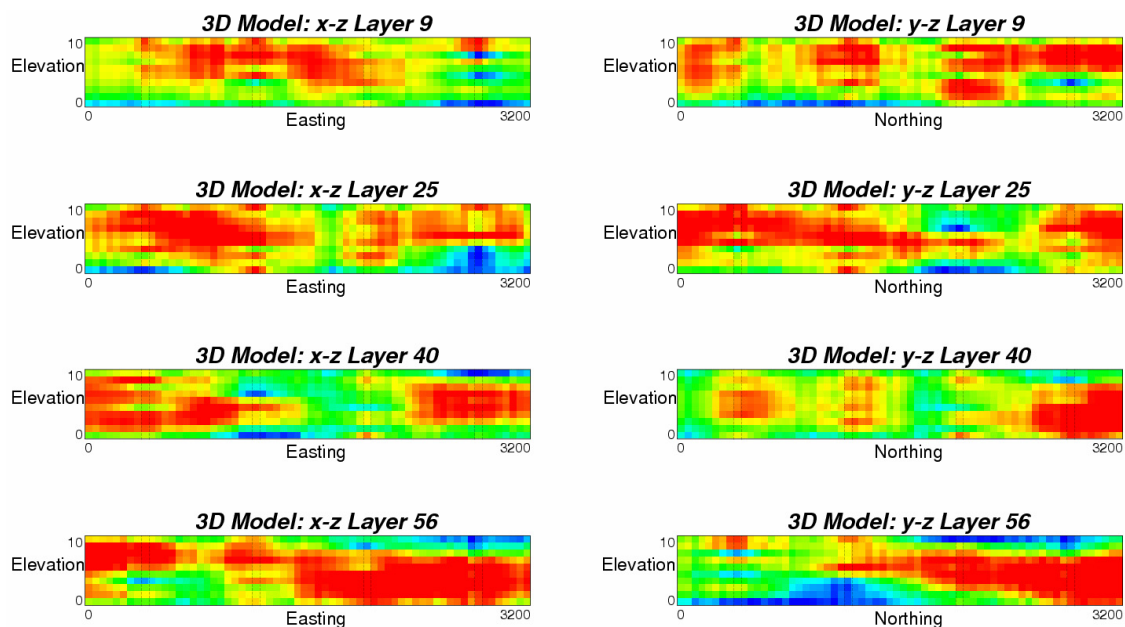 3D Model: x-z Layer 9
10
Elevation
0
0
3200
Easting
3D Model: y-z Layer 9
10
Elevation
0
0
3200
Northing
3D Model: x-z Layer 25
10
Elevation
0
0
3200
Easting
3D Model: y-z Layer 25
10
Elevation
0
0
3200
Northing
3D Model: x-z Layer 40
10
Elevation
0
0
3200
Easting
3D Model: y-z Layer 40
10
Elevation
0
0
3200
Northing
3D Model: x-z Layer 56
10
Elevation
0
0
3200
Easting
3D Model: y-z Layer 56
10
Elevation
0
0
3200
Northing